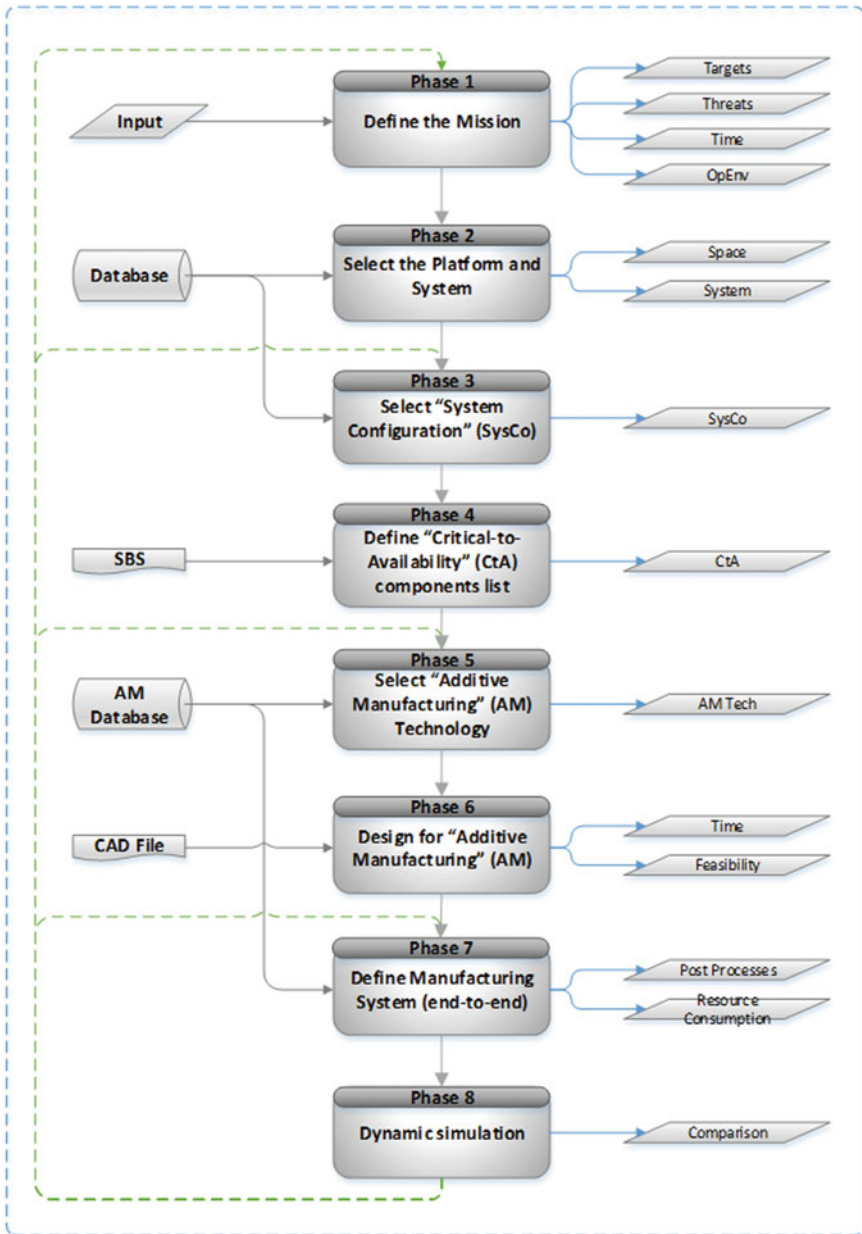 Phase 1
Input
Define the Mission
Targets
Threats
Time
OpEnv
Phase 2
Database
Select the Platform and
System
Space
System
Phase 3
Select “System
Configuration” (SysCo)
SysCo
Phase 4
SBS
Define “Critical-to-
Availability” (CtA)
components list
CtA
Phase 5
AM
Database
Select “Additive
Manufacturing” (AM)
Technology
AM Tech
Phase 6
CAD File
Design for “Additive
Manufacturing” (AM)
Time
Feasibility
Phase 7
Define Manufacturing
System (end-to-end)
Post Processes
Resource
Consumption
Phase 8
Dynamic simulation
Comparison